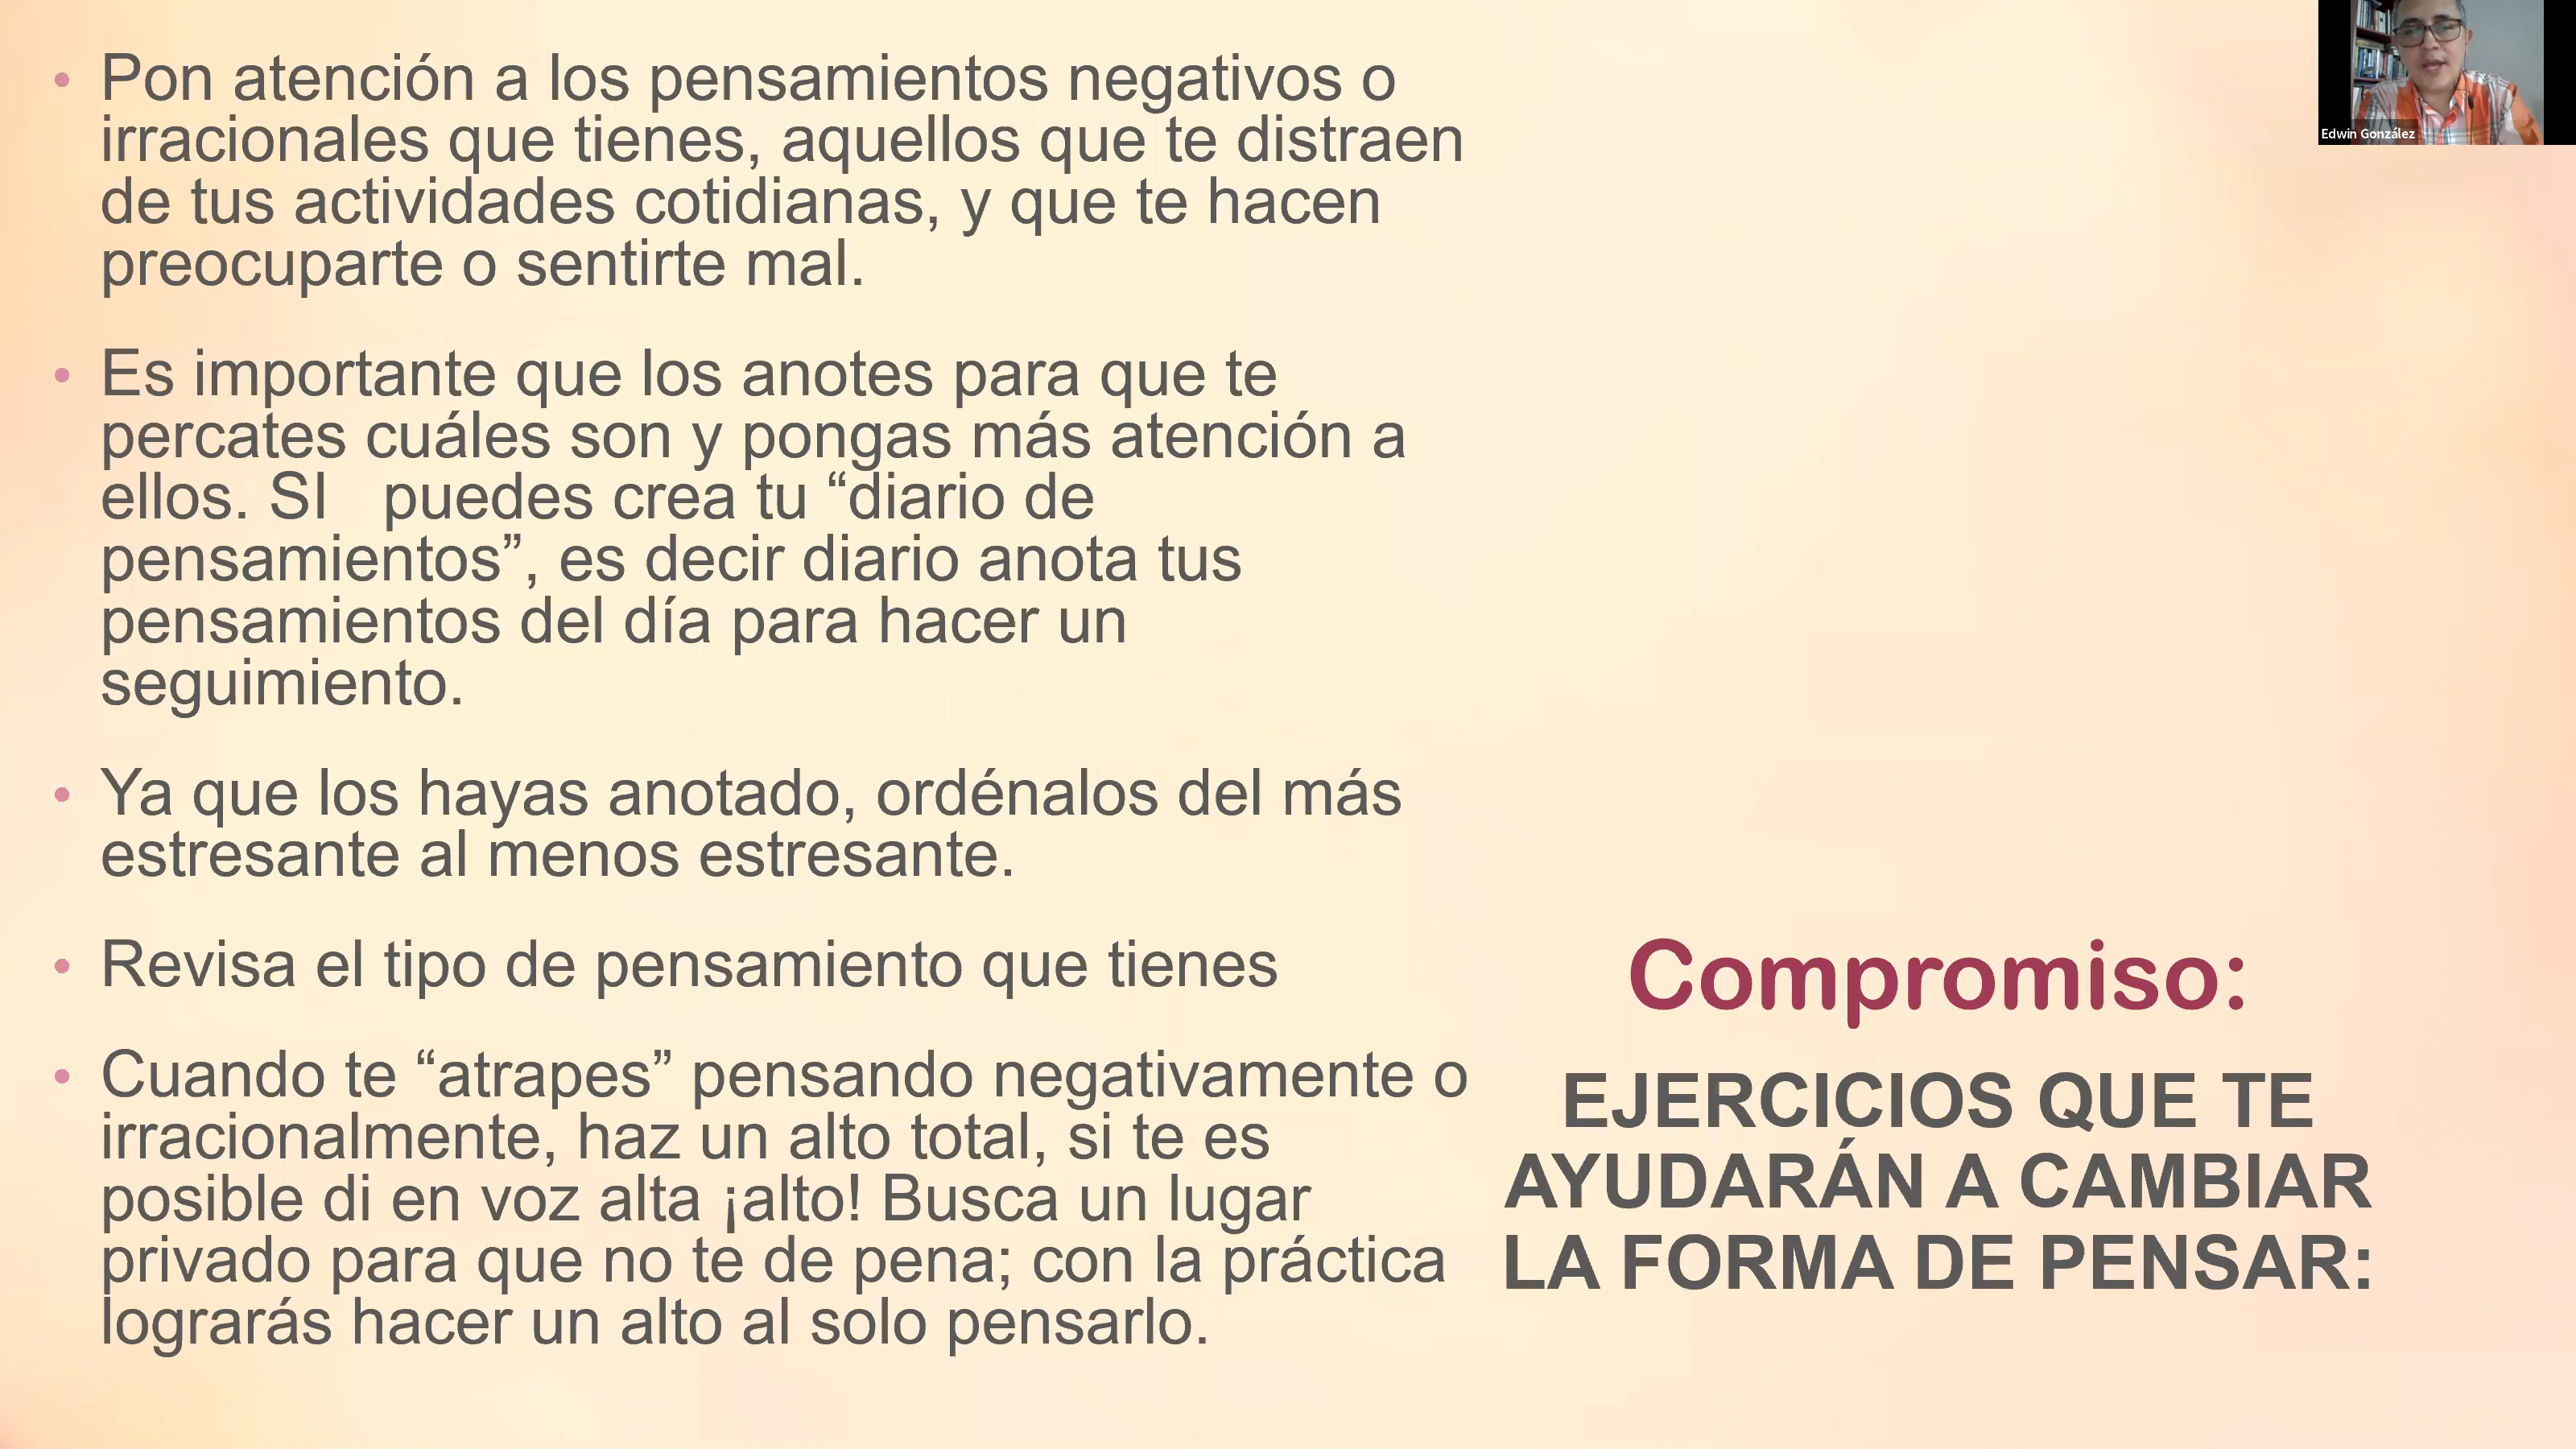 Pon atención a los pensamientos negativos o
irracionales que tienes, aquellos que te distraen
de tus actividades cotidianas, y que te hacen
preocuparte o sentirte mal.
Es importante que los anotes para que te
percates cuáles son y pongas más atención a
ellos. SI   puedes crea tu “diario de
pensamientos”, es decir diario anota tus
pensamientos del día para hacer un
seguimiento.
Ya que los hayas anotado, ordénalos del más
estresante al menos estresante.
Revisa el tipo de pensamiento que tienes
Cuando te “atrapes” pensando negativamente o
irracionalmente, haz un alto total, si te es
posible di en voz alta ¡alto! Busca un lugar
privado para que no te de pena; con la práctica
lograrás hacer un alto al solo pensarlo.
Compromiso:
EJERCICIOS QUE TE
AYUDARÁN A CAMBIAR
LA FORMA DE PENSAR:
Edwin González